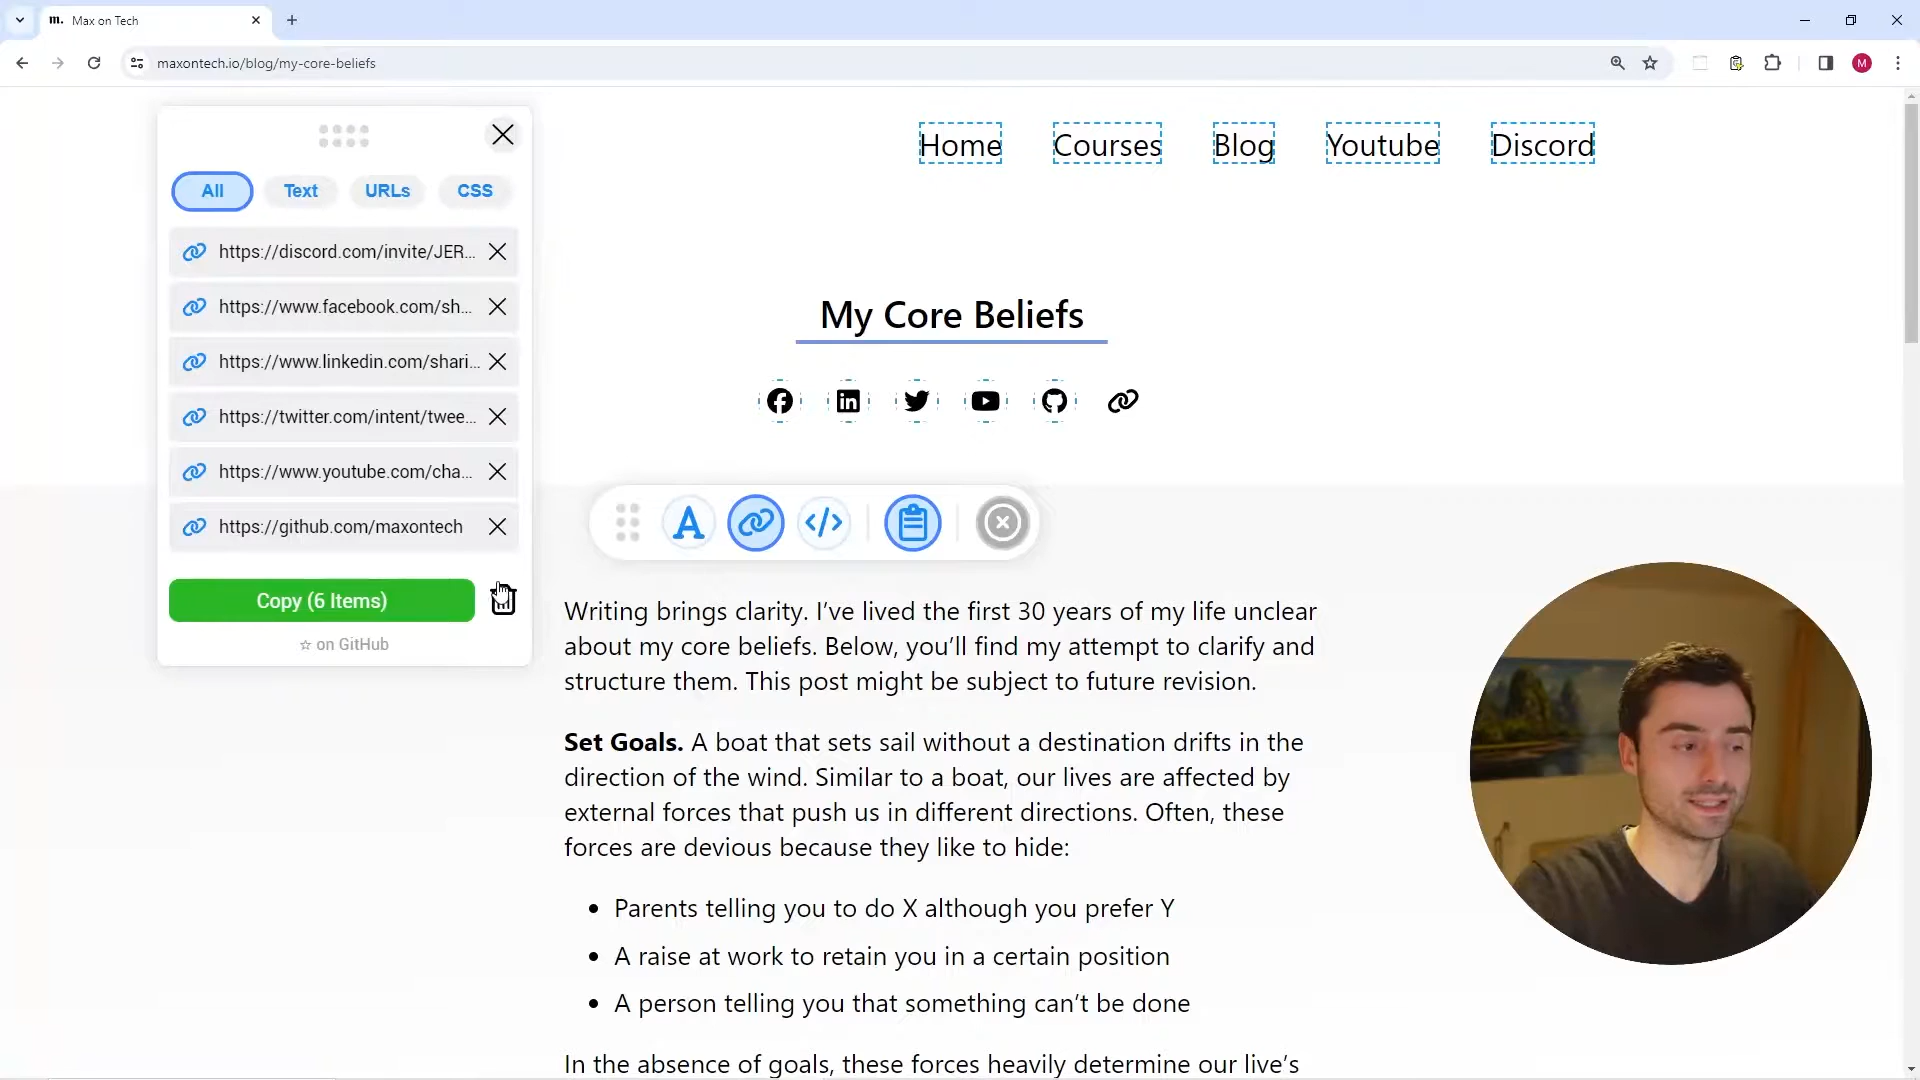 m. Max on Tech
maxontech.io/blog/my-core-beliefs
M
Home Courses Blog Youtube Discord
All Text URLs CSS
https://discord.com/invite/JER...
https://www.facebook.com/sh...
https://www.linkedin.com/shari...
https://twitter.com/intent/twee...
https://www.youtube.com/cha...
https://github.com/maxontech
Copy (6 Items)
☆ on GitHub
My Core Beliefs
A
Writing brings clarity. I’ve lived the first 30 years of my life unclear
about my core beliefs. Below, you’ll find my attempt to clarify and
structure them. This post might be subject to future revision.
Set Goals. A boat that sets sail without a destination drifts in the
direction of the wind. Similar to a boat, our lives are affected by
external forces that push us in different directions. Often, these
forces are devious because they like to hide:
• Parents telling you to do X although you prefer Y
• A raise at work to retain you in a certain position
• A person telling you that something can’t be done
In the absence of goals, these forces heavily determine our live’s